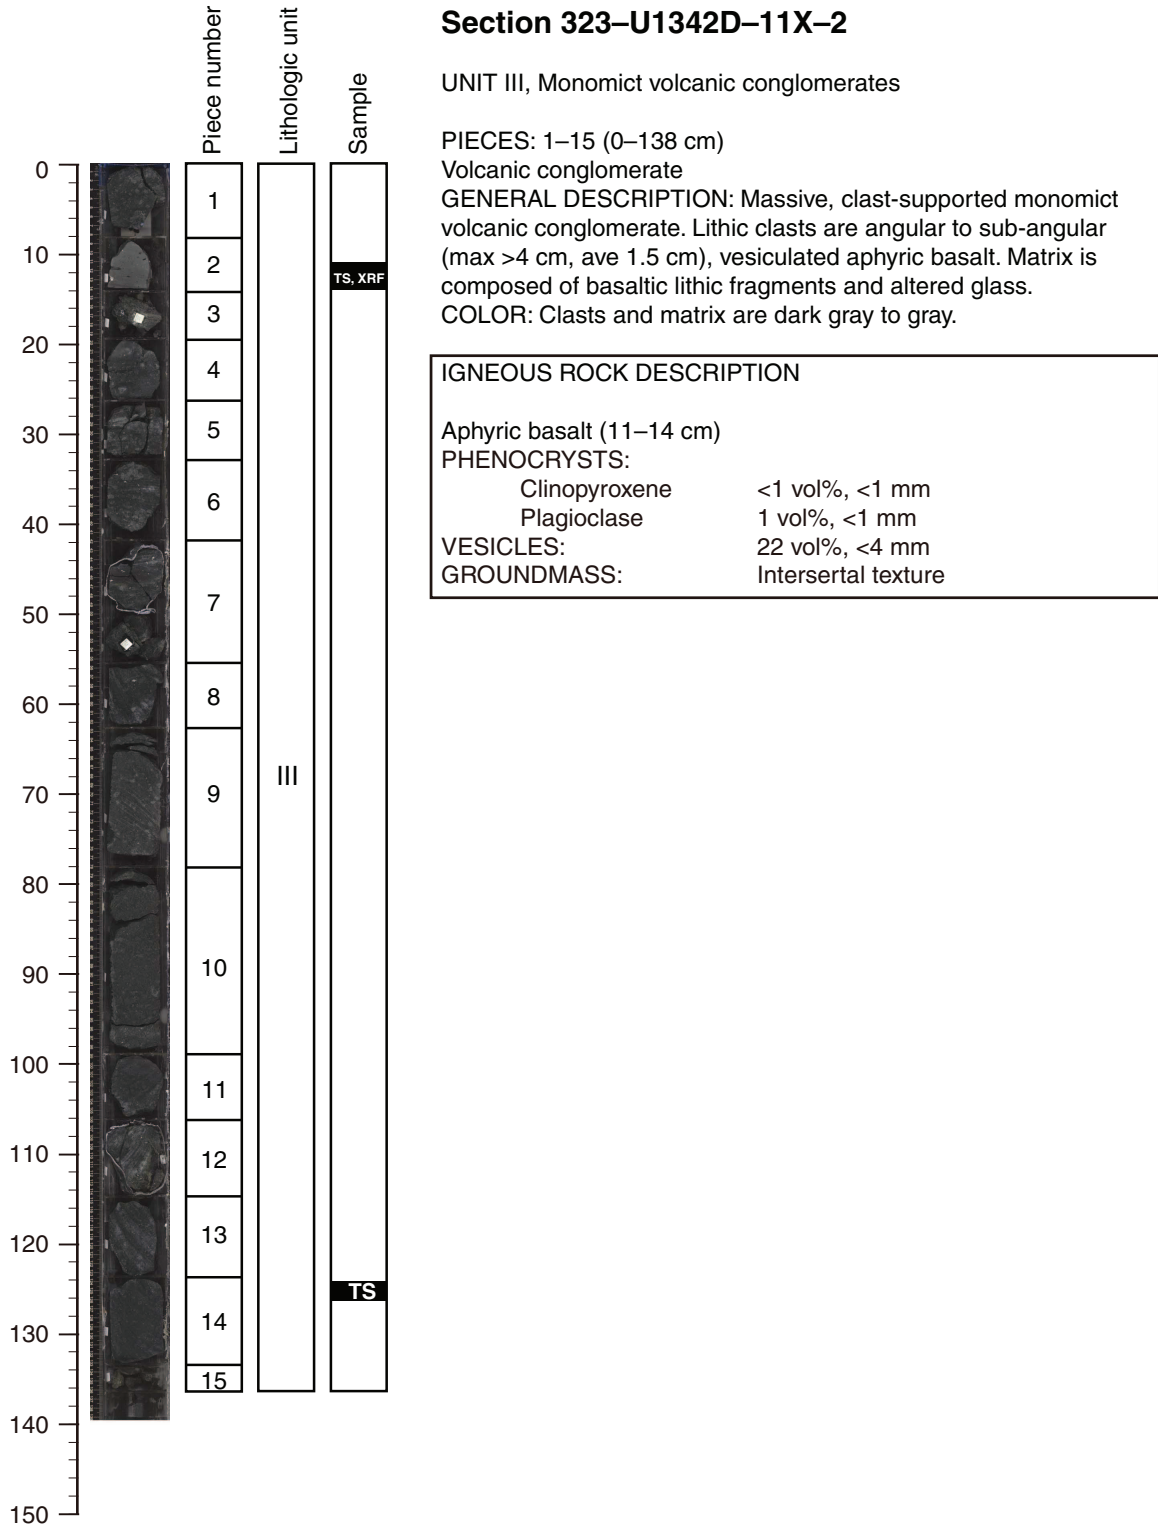 Section 323–U1342D–11X–2
UNIT III, Monomict volcanic conglomerates
PIECES: 1–15 (0–138 cm)
Volcanic conglomerate
GENERAL DESCRIPTION: Massive, clast-supported monomict
volcanic conglomerate. Lithic clasts are angular to sub-angular
(max >4 cm, ave 1.5 cm), vesiculated aphyric basalt. Matrix is
composed of basaltic lithic fragments and altered glass.
COLOR: Clasts and matrix are dark gray to gray.
IGNEOUS ROCK DESCRIPTION
Aphyric basalt (11–14 cm)
PHENOCRYSTS:
Clinopyroxene <1 vol%, <1 mm
Plagioclase 1 vol%, <1 mm
VESICLES: 22 vol%, <4 mm
GROUNDMASS: Intersertal texture
Piece number
Lithologic unit
Sample
0
10
20
30
40
50
60
70
80
90
100
110
120
130
140
150
1
2
3
4
5
6
7
8
9
10
11
12
13
14
15
III
TS, XRF
TS